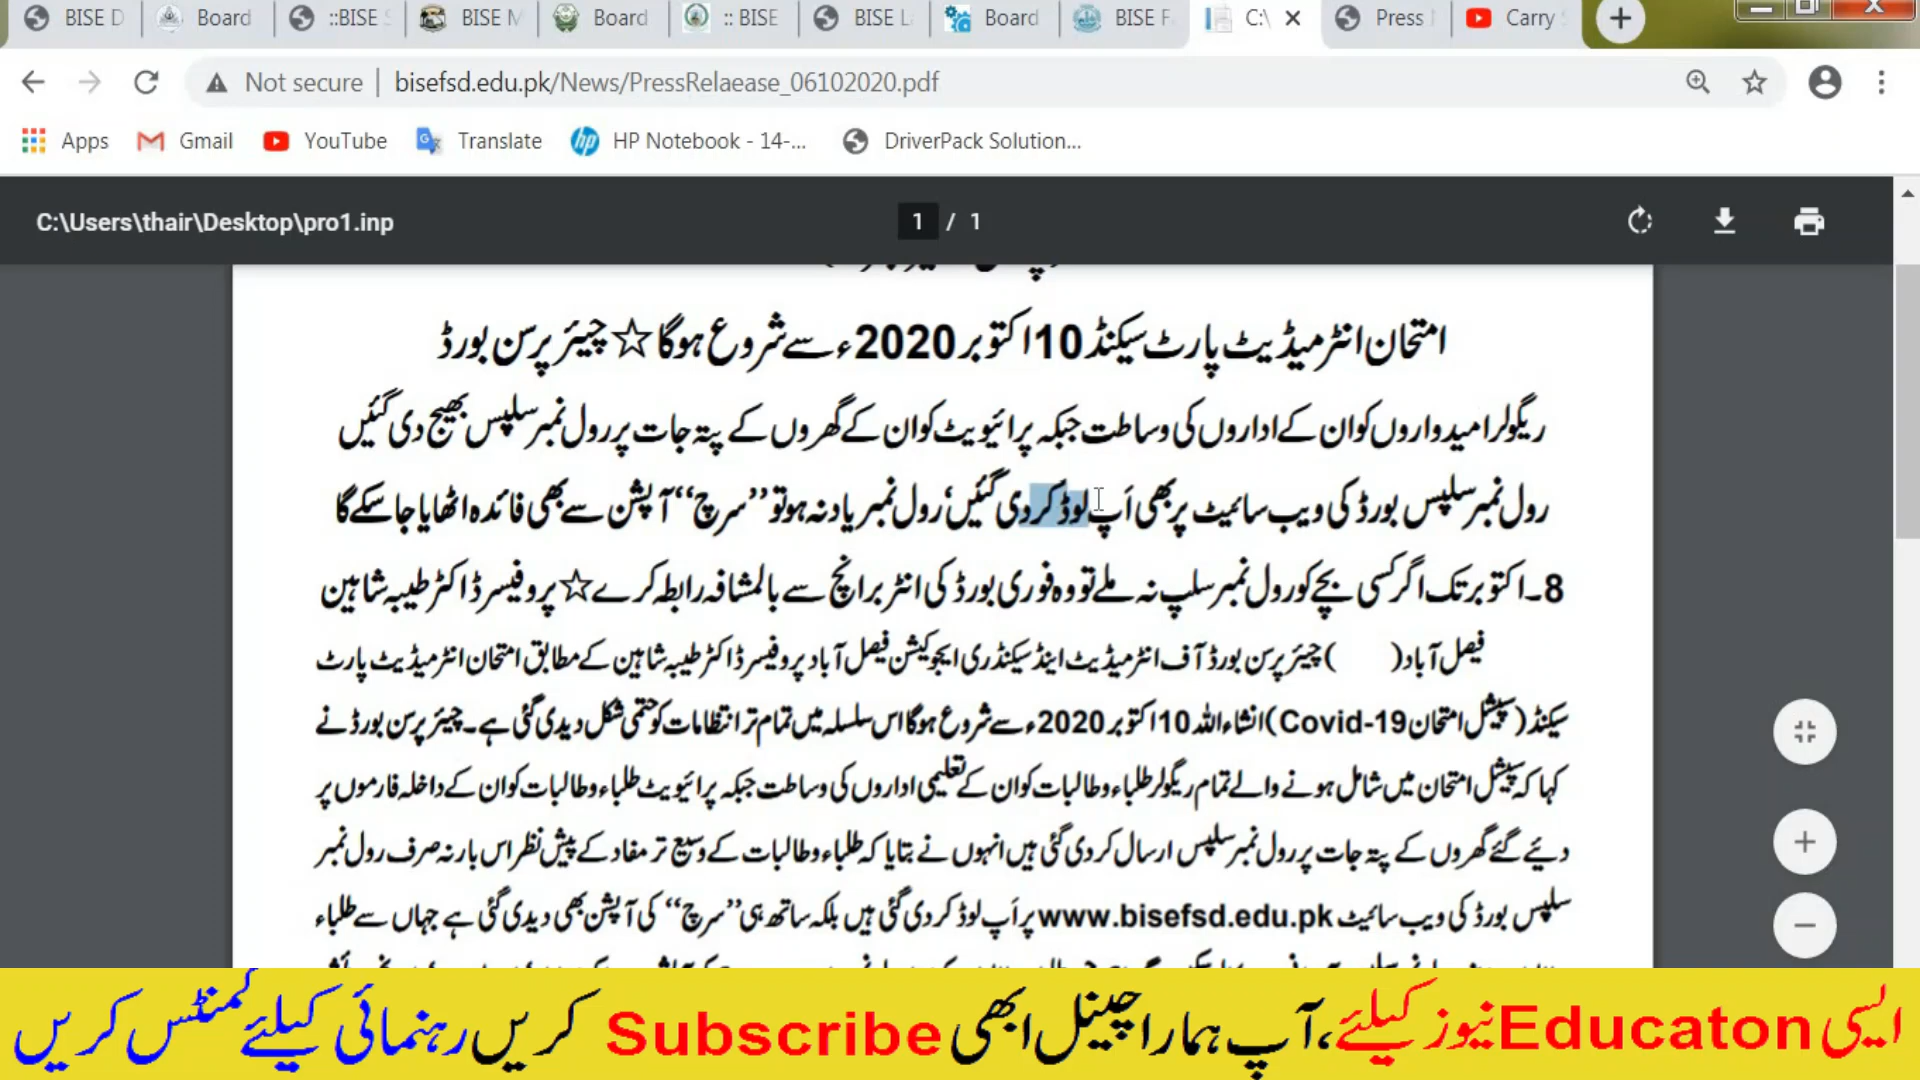 BISE D
Board
::BISE S
BISE M
Board
:: BISE
BISE L
Board
BISE F
C:\
Press
Carry
Not secure | bisefsd.edu.pk/News/PressRelaease_06102020.pdf
Apps
Gmail
YouTube
Translate
HP Notebook - 14-...
DriverPack Solution...
C:\Users\thair\Desktop\pro1.inp
1 / 1
امتحان انٹرمیڈیٹ پارٹ سیکنڈ 10 اکتوبر 2020ء سے شروع ہوگا ☆ چیئرپرسن بورڈ
ریگولر امیدواروں کو ان کے اداروں کی وساطت جبکہ پرائیویٹ کو ان کے گھروں کے پتہ جات پر رول نمبر سلپس بھیج دی گئیں
رول نمبر سلپس بورڈ کی ویب سائیٹ پر بھی اَپ لوڈ کر دی گئیں‘ رول نمبر یاد نہ ہو تو ’’سرچ‘‘ آپشن سے بھی فائدہ اٹھایا جاسکے گا
8۔اکتوبر تک اگر کسی بچے کو رول نمبر سلپ نہ ملے تو وہ فوری بورڈ کی انٹر برانچ سے بالمشافہ رابطہ کرے ☆ پروفیسر ڈاکٹر طیبہ شاہین
فیصل آباد( ) چیئرپرسن بورڈ آف انٹرمیڈیٹ اینڈ سیکنڈری ایجوکیشن فیصل آباد پروفیسر ڈاکٹر طیبہ شاہین کے مطابق امتحان انٹرمیڈیٹ پارٹ
سیکنڈ (سپیشل امتحان Covid-19) انشاء اللہ 10 اکتوبر 2020ء سے شروع ہوگا اس سلسلہ میں تمام تر انتظامات کو حتمی شکل دیدی گئی ہے۔ چیئرپرسن بورڈ نے
کہا کہ سپیشل امتحان میں شامل ہونے والے تمام ریگولر طلباء و طالبات کو ان کے تعلیمی اداروں کی وساطت جبکہ پرائیویٹ طلباء و طالبات کو ان کے داخلہ فارموں پر
دیئے گئے گھروں کے پتہ جات پر رول نمبر سلپس ارسال کر دی گئی ہیں انہوں نے بتایا کہ طلباء و طالبات کے وسیع تر مفاد کے پیش نظر اس بار نہ صرف رول نمبر
سلپس بورڈ کی ویب سائیٹ www.bisefsd.edu.pk پر اَپ لوڈ کر دی گئی ہیں بلکہ ساتھ ہی ’’سرچ‘‘ کی آپشن بھی دیدی گئی ہے جہاں سے طلباء
ایسی Educaton نیوز کیلئے، آپ ہمارا چینل ابھی Subscribe کریں رہنمائی کیلئے کمنٹس کریں